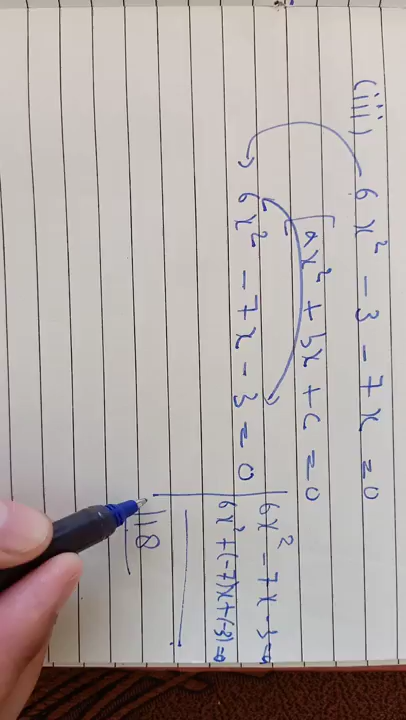 (iii) 6x² - 3 - 7x = 0
ax² + bx + c = 0
6x² - 7x - 3 = 0
6x² - 7x - 3 = 0
6x² + (-7)x + (-3) = 0
18